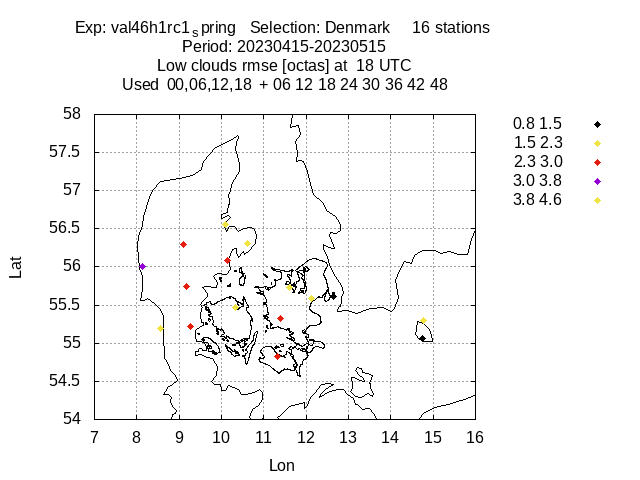 Exp: val46h1rc1spring   Selection: Denmark     16 stations
Period: 20230415-20230515
Low clouds rmse [octas] at  18 UTC
Used  00,06,12,18  + 06 12 18 24 30 36 42 48
58
57.5
57
56.5
56
55.5
55
54.5
54
7 8 9 10 11 12 13 14 15 16
Lat
Lon
0.8 1.5
1.5 2.3
2.3 3.0
3.0 3.8
3.8 4.6